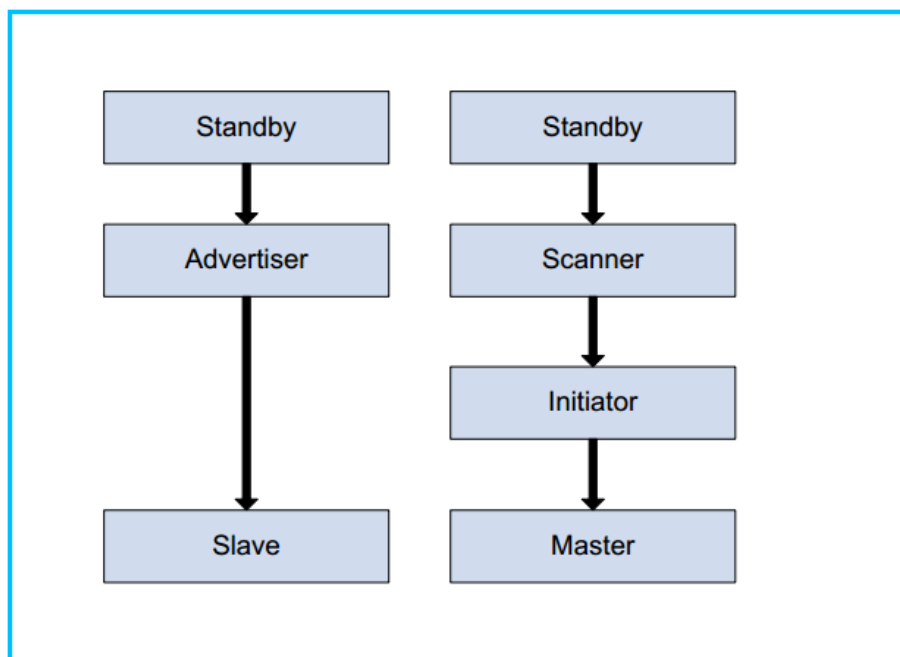 Standby
Standby
Advertiser
Scanner
Initiator
Slave
Master